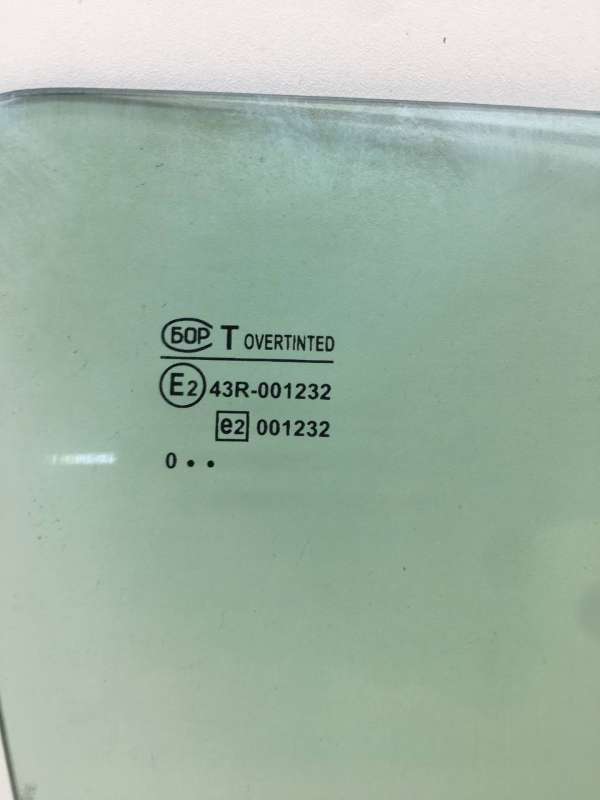 БОР T OVERTINTED
E2 43R-001232
e2 001232
0 • •